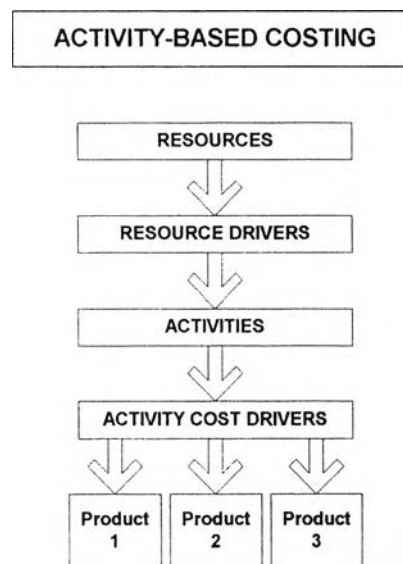 ACTIVITY-BASED COSTING
RESOURCES
RESOURCE DRIVERS
ACTIVITIES
ACTIVITY COST DRIVERS
Product
1
Product
2
Product
3